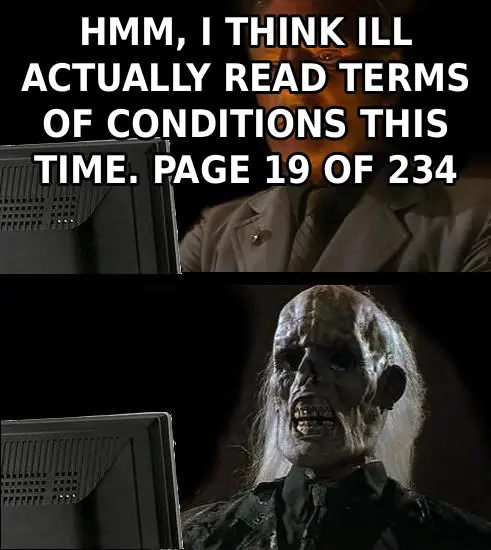 HMM, I THINK ILL
ACTUALLY READ TERMS
OF CONDITIONS THIS
TIME. PAGE 19 OF 234